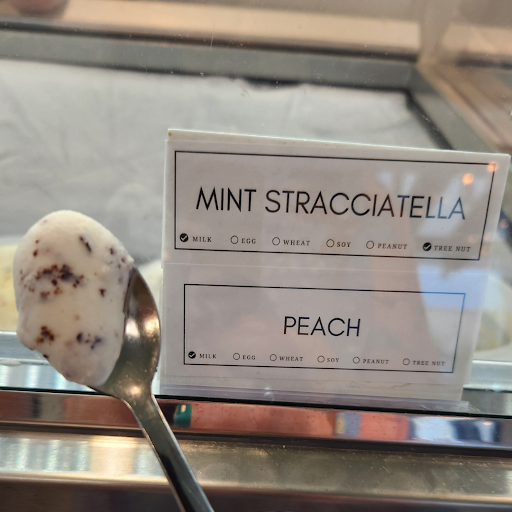 MINT STRACCIATELLA
MILK EGG WHEAT SOY PEANUT TREE NUT
PEACH
MILK EGG WHEAT SOY PEANUT TREE NUT